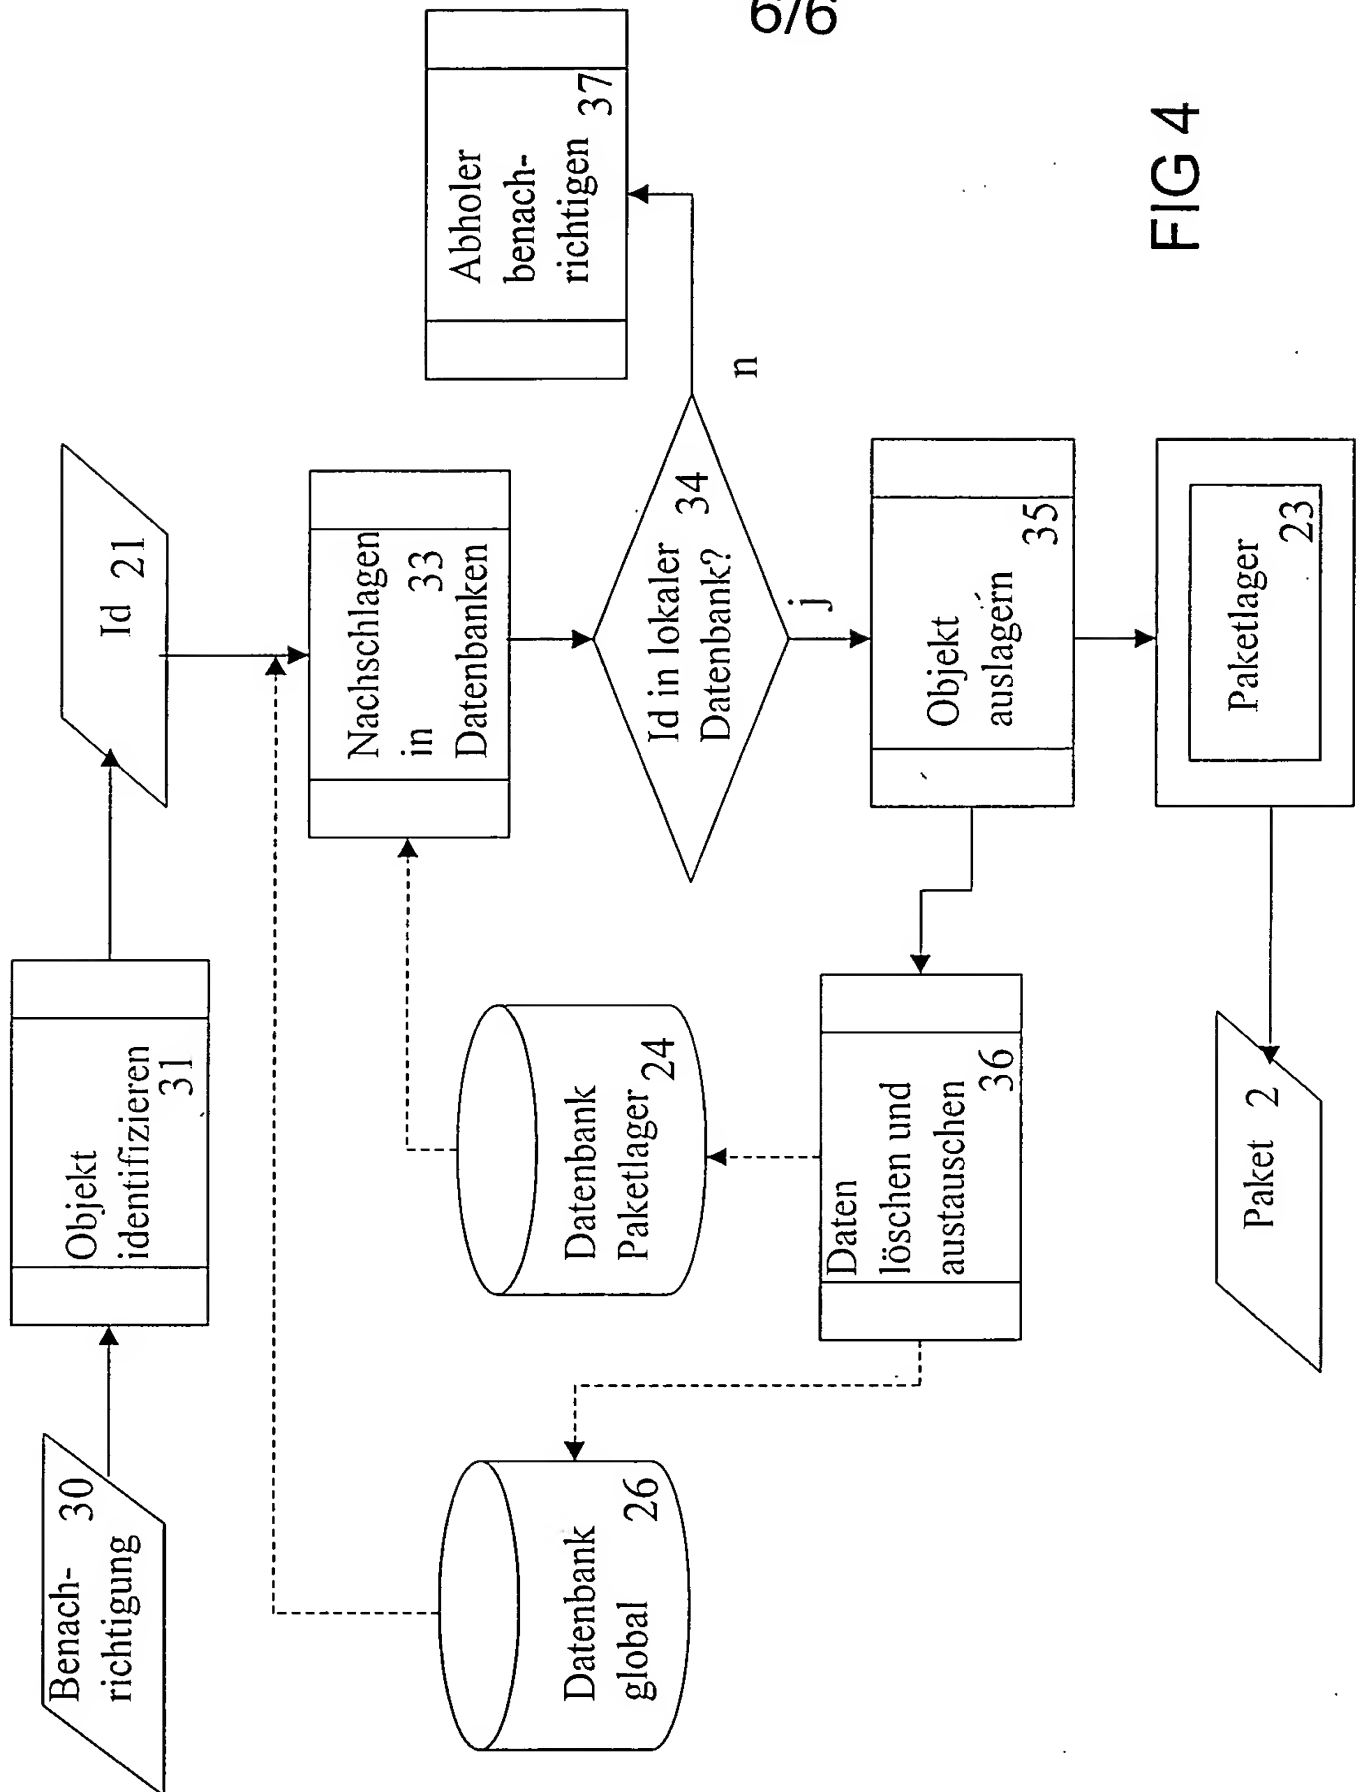 6/6
Benach-
richtigung 30
Objekt
identifizieren
31
Id 21
Datenbank
global 26
Datenbank
Paketlager 24
Nachschlagen
in 33
Datenbanken
Id in lokaler
Datenbank? 34
n
j
Abholer
benach-
richtigen 37
Daten
löschen und
austauschen
36
Objekt
auslagern
35
Paket 2
Paketlager
23
FIG 4